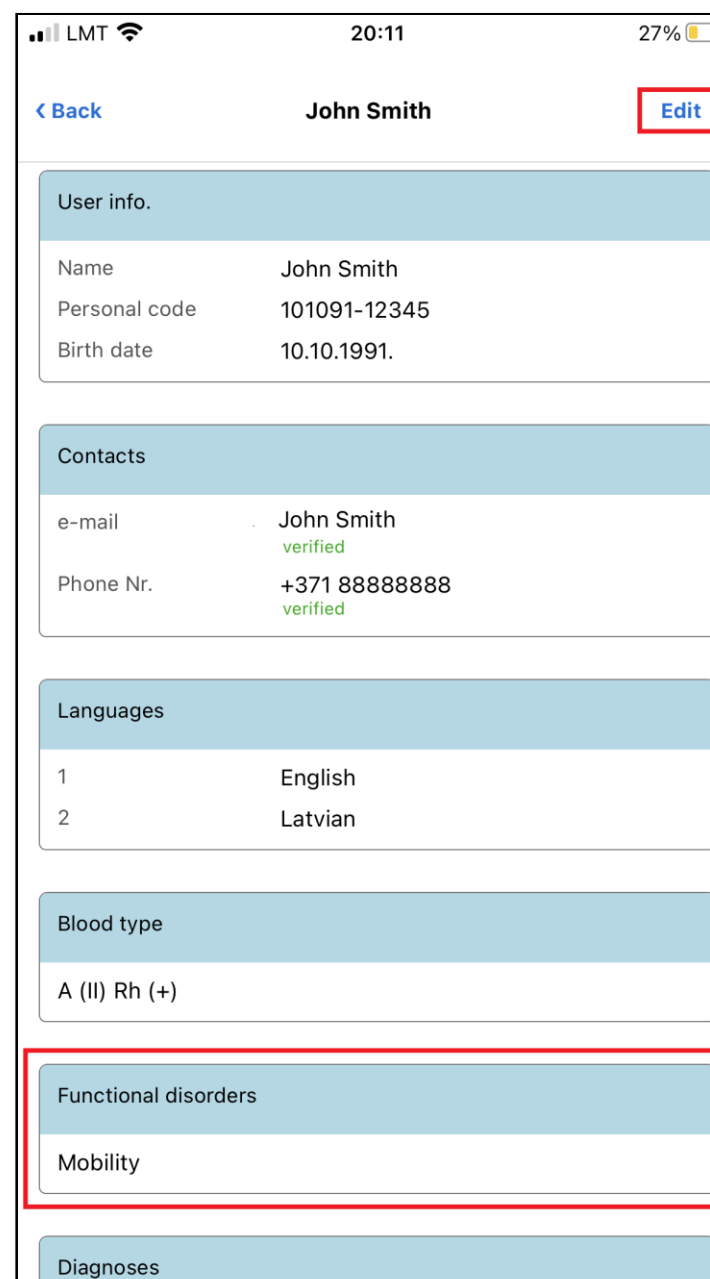 LMT 20:11 27%
Back John Smith Edit
User info.
Name John Smith
Personal code 101091-12345
Birth date 10.10.1991.
Contacts
e-mail John Smith
verified
Phone Nr. +371 88888888
verified
Languages
1 English
2 Latvian
Blood type
A (II) Rh (+)
Functional disorders
Mobility
Diagnoses